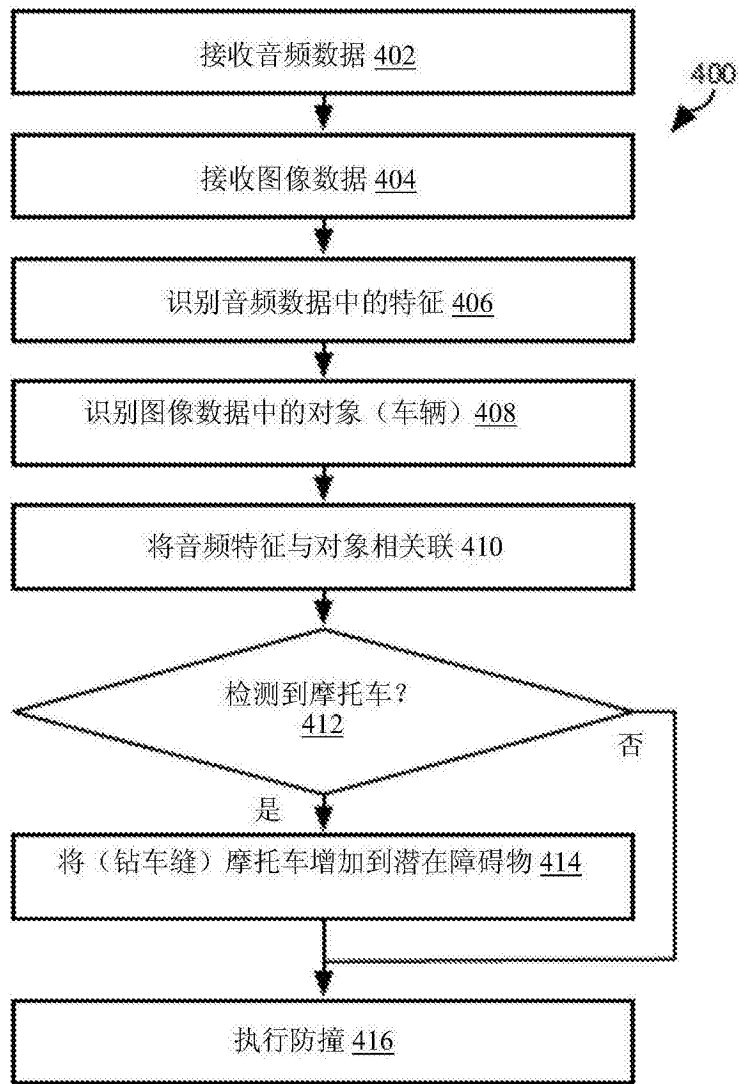 接收音频数据 402
400
接收图像数据 404
识别音频数据中的特征 406
识别图像数据中的对象（车辆）408
将音频特征与对象相关联 410
检测到摩托车？
412
否
是
将（钻车缝）摩托车增加到潜在障碍物 414
执行防撞 416